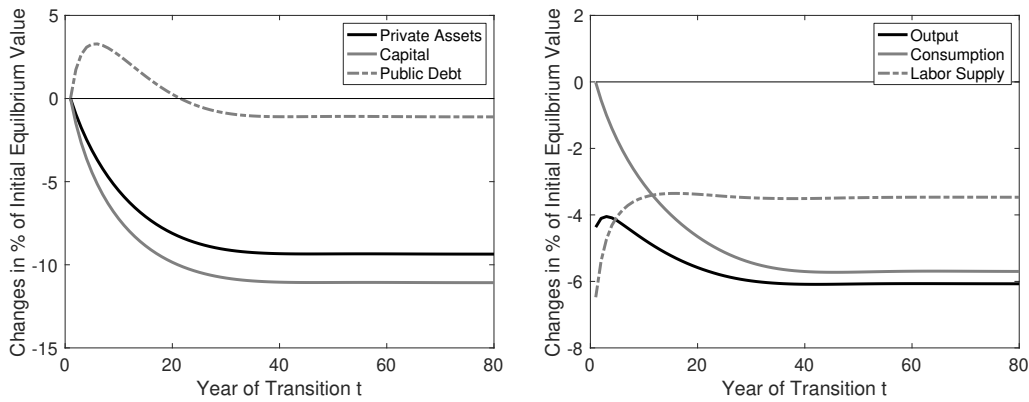 Changes in % of Initial Equilbrium Value
5
0
-5
-10
-15
Private Assets
Capital
Public Debt
0
20
40
60
80
Year of Transition t
Changes in % of Initial Equilbrium Value
2
0
-2
-4
-6
-8
Output
Consumption
Labor Supply
0
20
40
60
80
Year of Transition t